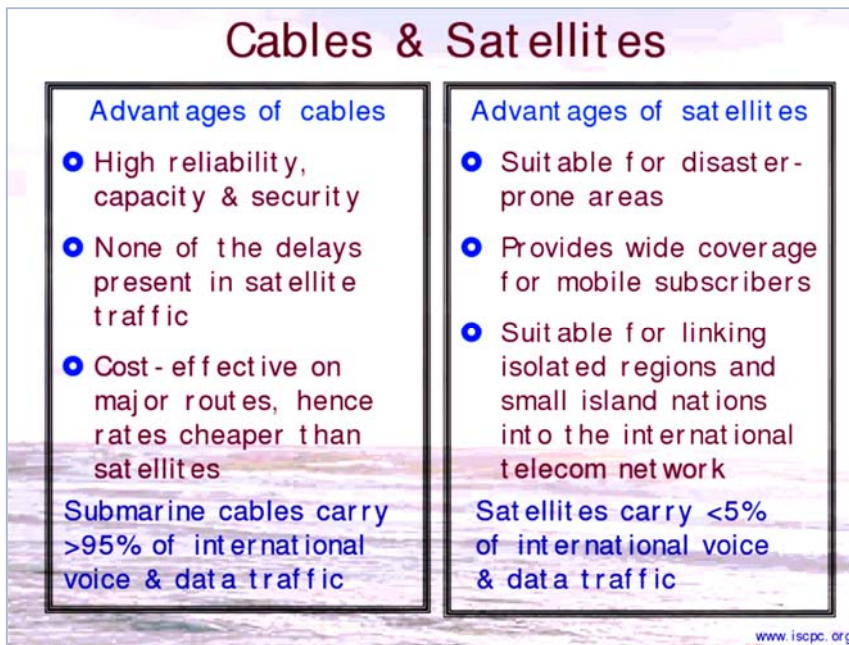 Cables & Satellites
Advantages of cables
High reliability,
capacity & security
None of the delays
present in satellite
traffic
Cost-effective on
major routes, hence
rates cheaper than
satellites
Submarine cables carry
>95% of international
voice & data traffic
Advantages of satellites
Suitable for disaster-
prone areas
Provides wide coverage
for mobile subscribers
Suitable for linking
isolated regions and
small island nations
into the international
telecom network
Satellites carry <5%
of international voice
& data traffic
www.iscpc.org